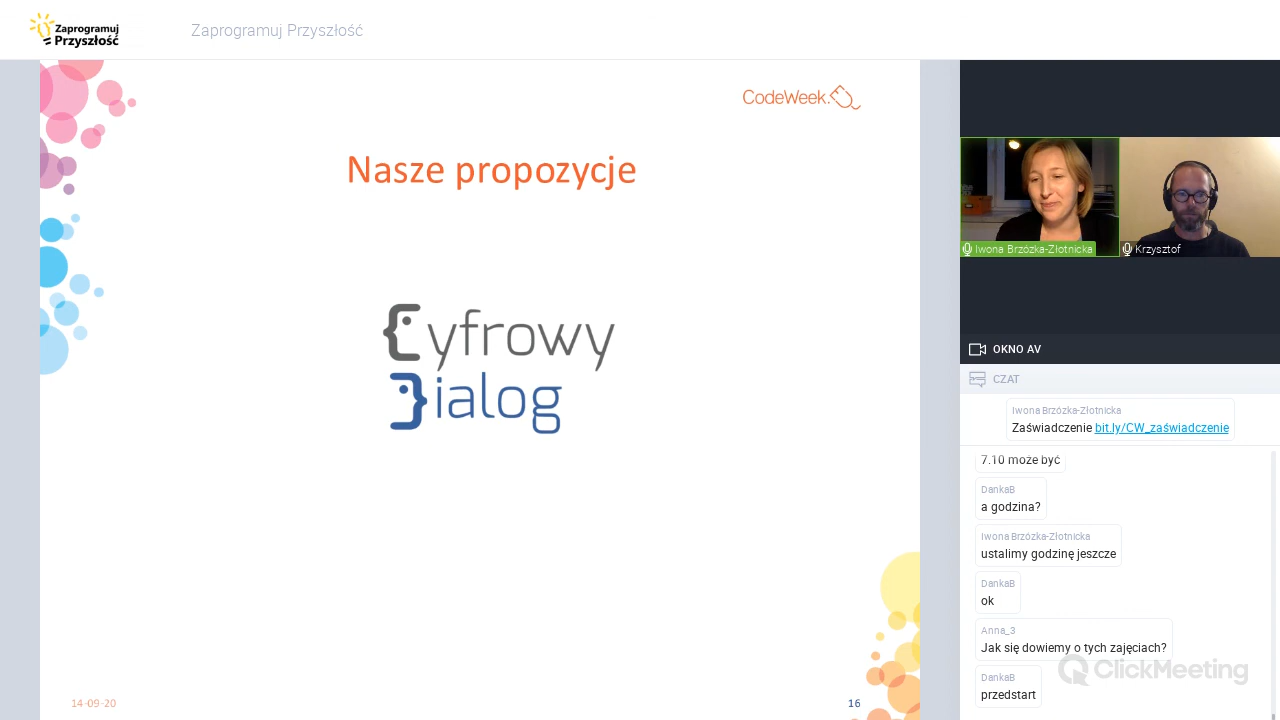 Zaprogramuj
Przyszłość
Zaprogramuj Przyszłość
CodeWeek.
Nasze propozycje
Cyfrowy
Dialog
14-09-20
16
Iwona Brzózka-Złotnicka
Krzysztof
OKNO AV
CZAT
Iwona Brzózka-Złotnicka
Zaświadczenie bit.ly/CW_zaświadczenie
7.10 może być
DankaB
a godzina?
Iwona Brzózka-Złotnicka
ustalimy godzinę jeszcze
DankaB
ok
Anna_3
Jak się dowiemy o tych zajęciach?
ClickMeeting
DankaB
przedstart